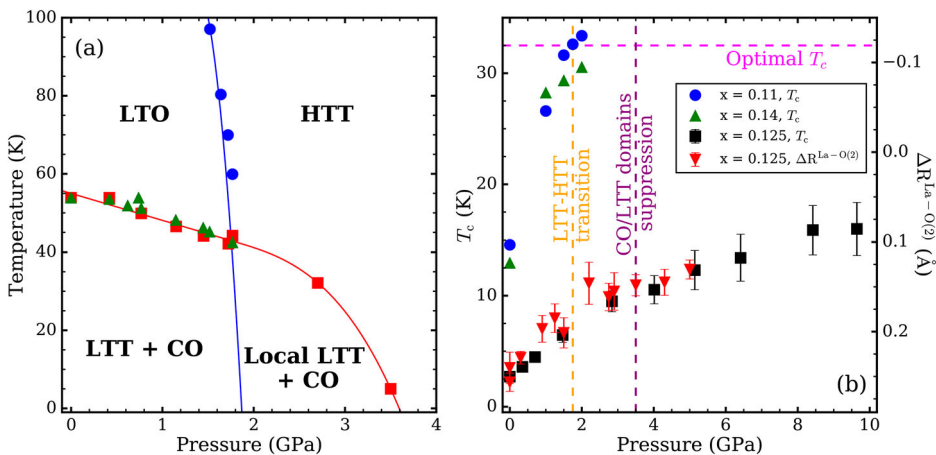 (a)
100
80
60
40
20
0
Temperature (K)
LTO
HTT
LTT + CO
Local LTT
+ CO
0
1
2
3
4
Pressure (GPa)
(b)
30
20
10
0
T_c (K)
Optimal T_c
x = 0.11, T_c
x = 0.14, T_c
x = 0.125, T_c
x = 0.125, ΔR^La−O(2)
LTT-HTT
transition
CO/LTT domains
suppression
−0.1
0.0
0.1
0.2
ΔR^La−O(2) (Å)
0
2
4
6
8
10
Pressure (GPa)